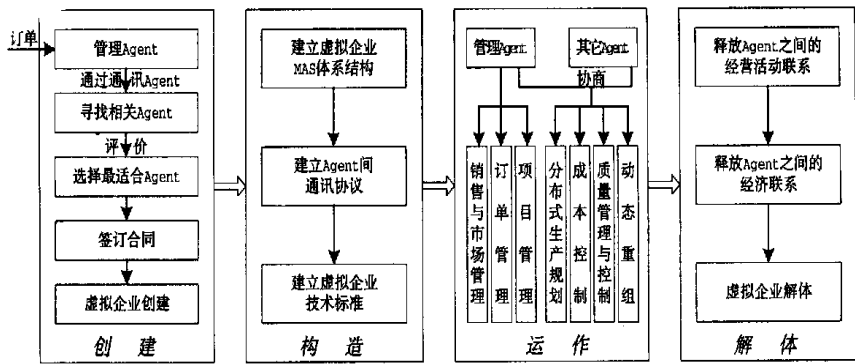 订单
管理Agent
通过通讯Agent
寻找相关Agent
评价
选择最适合Agent
签订合同
虚拟企业创建
创建
建立虚拟企业
MAS体系结构
建立Agent间
通讯协议
建立虚拟企业
技术标准
构造
管理Agent
其它Agent
协商
销售与市场管理
订单管理
项目管理
分布式生产规划
成本控制
质量管理与控制
动态重组
运作
释放Agent之间的
经营活动联系
释放Agent之间的
经济联系
虚拟企业解体
解体